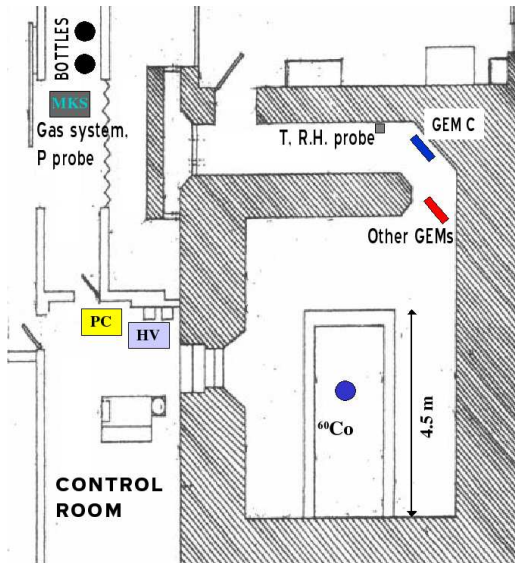 BOTTLES
MKS
Gas system,
P probe
T, R.H. probe
GEM C
Other GEMs
PC
HV
⁶⁰Co
4.5 m
CONTROL
ROOM